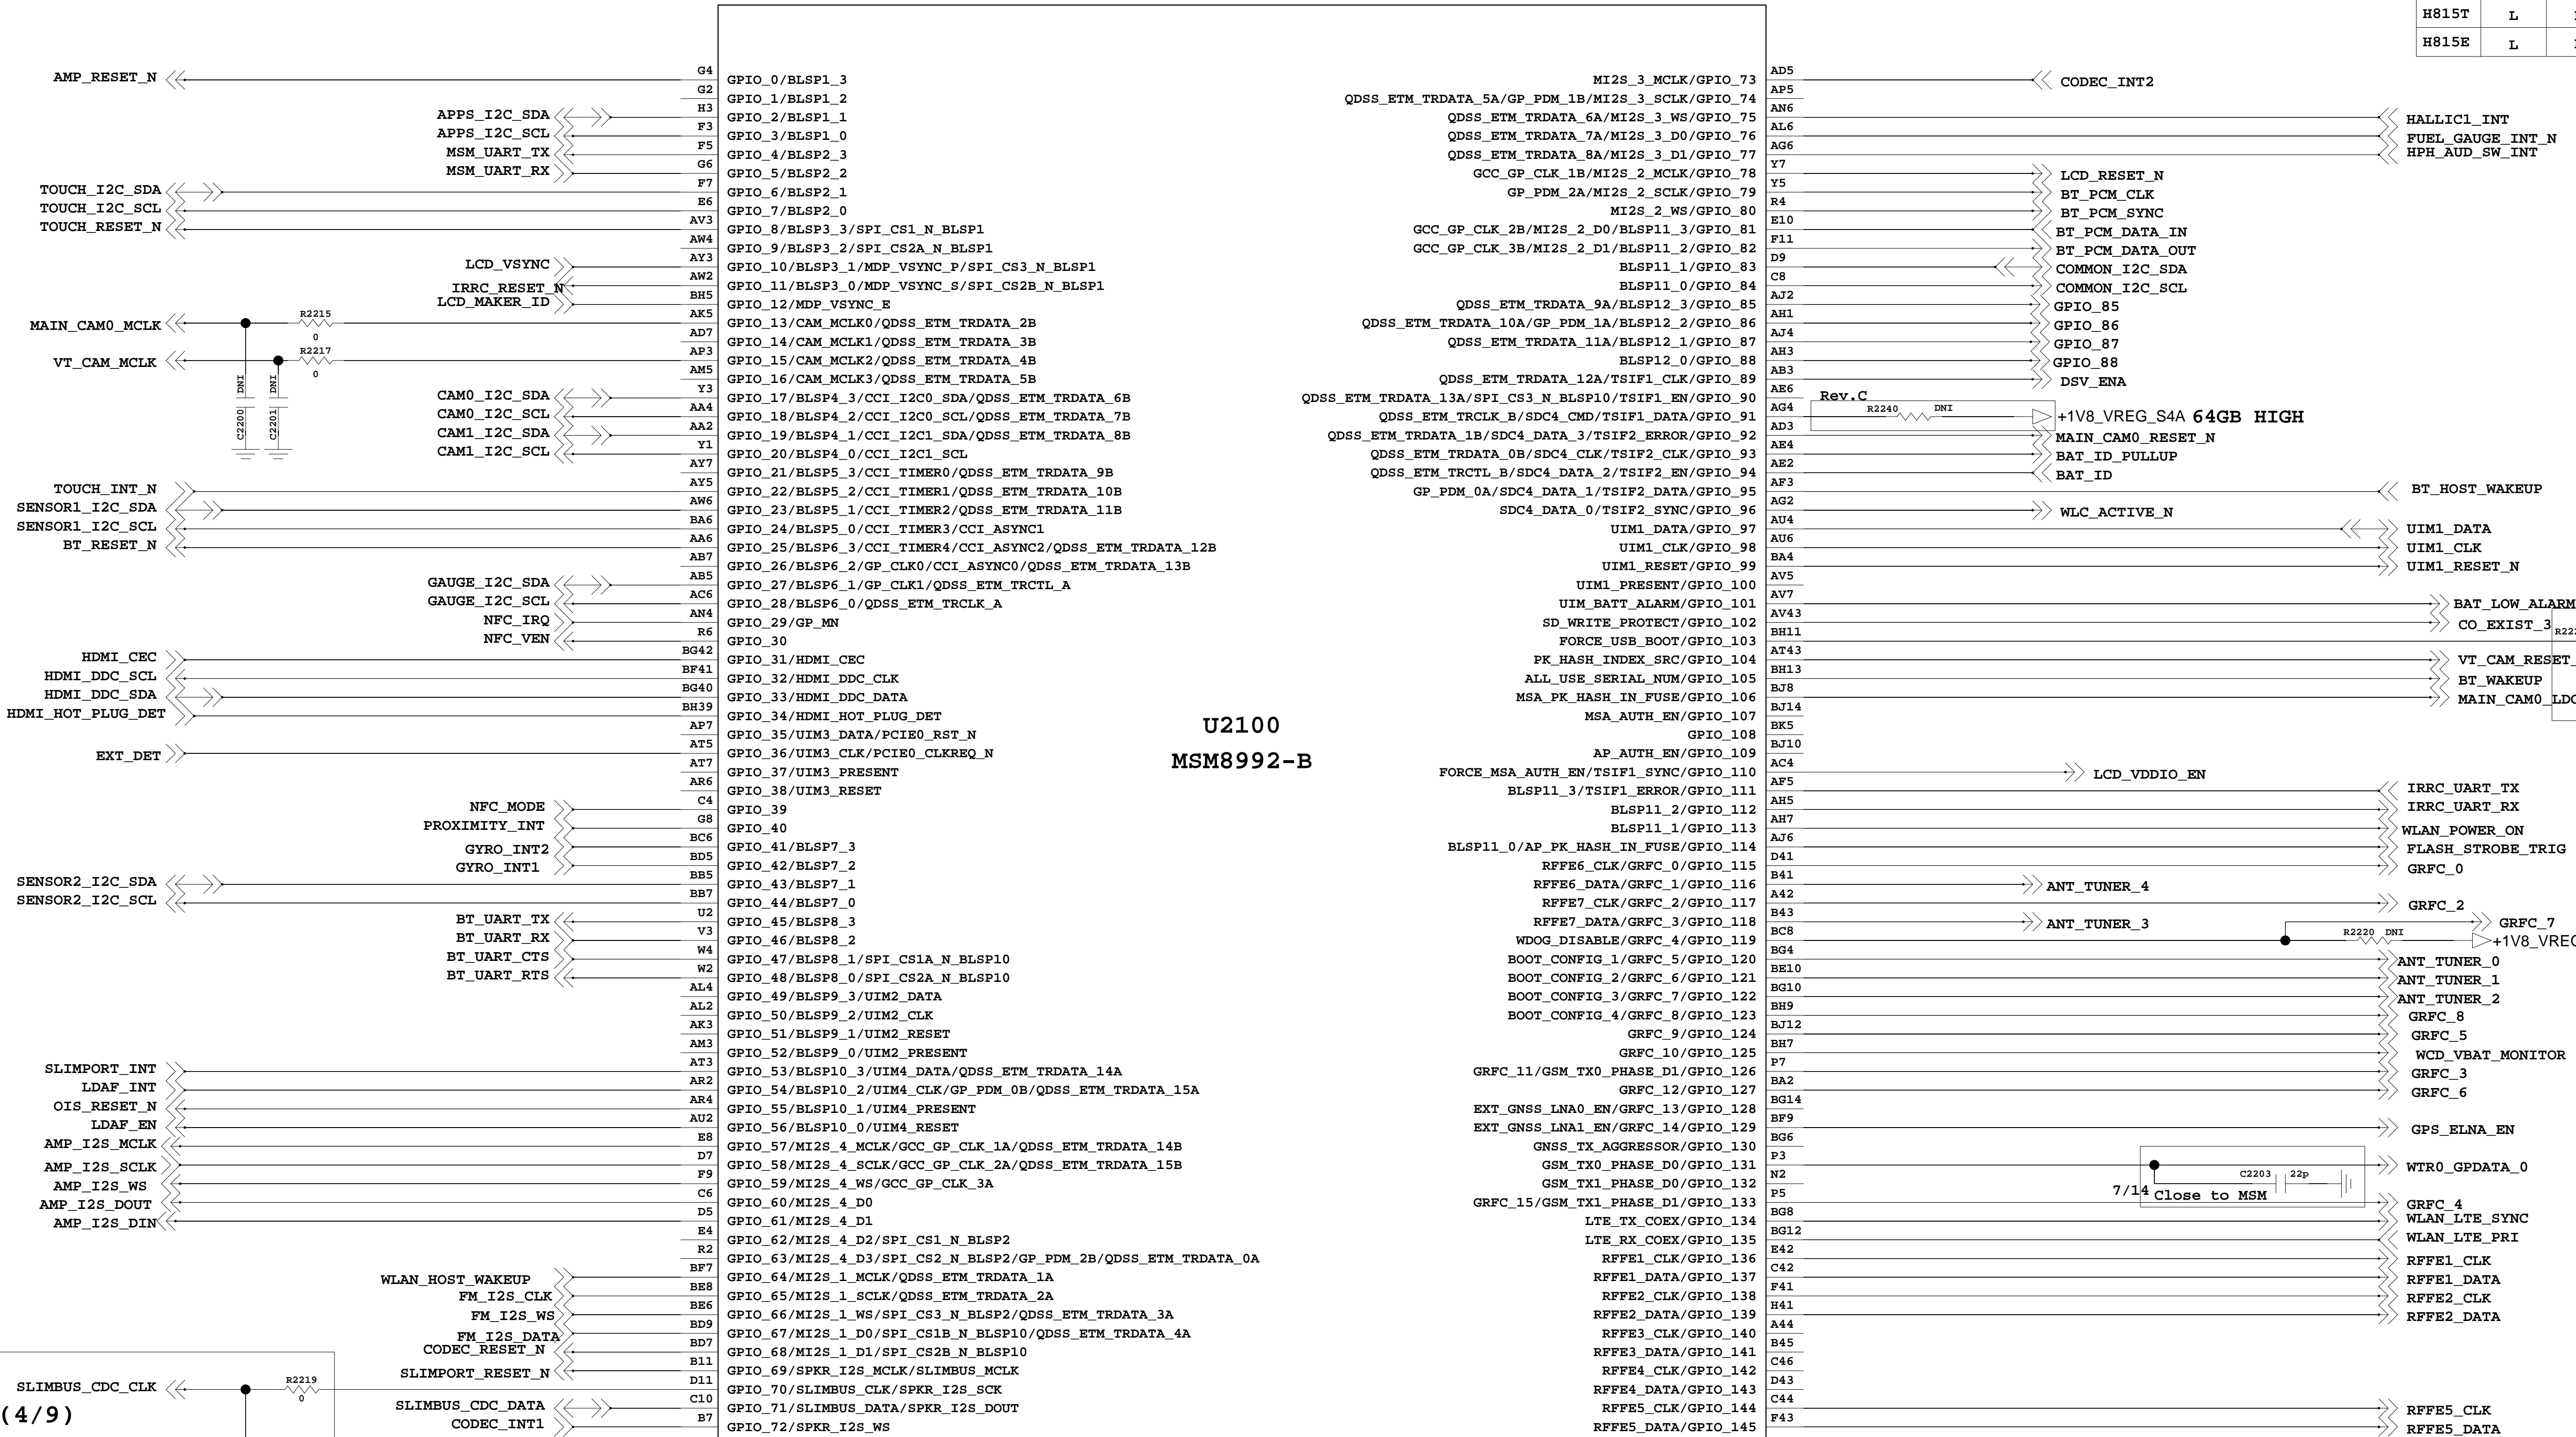 H815T L
H815E L
AMP_RESET_N G4 GPIO_0/BLSP1_3
G2 GPIO_1/BLSP1_2
APPS_I2C_SDA H3 GPIO_2/BLSP1_1
APPS_I2C_SCL F3 GPIO_3/BLSP1_0
MSM_UART_TX F5 GPIO_4/BLSP2_3
MSM_UART_RX G6 GPIO_5/BLSP2_2
TOUCH_I2C_SDA F7 GPIO_6/BLSP2_1
TOUCH_I2C_SCL E6 GPIO_7/BLSP2_0
TOUCH_RESET_N AV3 GPIO_8/BLSP3_3/SPI_CS1_N_BLSP1
AW4 GPIO_9/BLSP3_2/SPI_CS2A_N_BLSP1
LCD_VSYNC AY3 GPIO_10/BLSP3_1/MDP_VSYNC_P/SPI_CS3_N_BLSP1
IRRC_RESET_N AW2 GPIO_11/BLSP3_0/MDP_VSYNC_S/SPI_CS2B_N_BLSP1
LCD_MAKER_ID BH5 GPIO_12/MDP_VSYNC_E
MAIN_CAM0_MCLK R2215 0 AK5 GPIO_13/CAM_MCLK0/QDSS_ETM_TRDATA_2B
AD7 GPIO_14/CAM_MCLK1/QDSS_ETM_TRDATA_3B
VT_CAM_MCLK R2217 0 AP3 GPIO_15/CAM_MCLK2/QDSS_ETM_TRDATA_4B
AM5 GPIO_16/CAM_MCLK3/QDSS_ETM_TRDATA_5B
C2200 DNI
C2201 DNI
CAM0_I2C_SDA Y3 GPIO_17/BLSP4_3/CCI_I2C0_SDA/QDSS_ETM_TRDATA_6B
CAM0_I2C_SCL AA4 GPIO_18/BLSP4_2/CCI_I2C0_SCL/QDSS_ETM_TRDATA_7B
CAM1_I2C_SDA AA2 GPIO_19/BLSP4_1/CCI_I2C1_SDA/QDSS_ETM_TRDATA_8B
CAM1_I2C_SCL Y1 GPIO_20/BLSP4_0/CCI_I2C1_SCL
AY7 GPIO_21/BLSP5_3/CCI_TIMER0/QDSS_ETM_TRDATA_9B
TOUCH_INT_N AY5 GPIO_22/BLSP5_2/CCI_TIMER1/QDSS_ETM_TRDATA_10B
SENSOR1_I2C_SDA AW6 GPIO_23/BLSP5_1/CCI_TIMER2/QDSS_ETM_TRDATA_11B
SENSOR1_I2C_SCL BA6 GPIO_24/BLSP5_0/CCI_TIMER3/CCI_ASYNC1
BT_RESET_N AA6 GPIO_25/BLSP6_3/CCI_TIMER4/CCI_ASYNC2/QDSS_ETM_TRDATA_12B
AB7 GPIO_26/BLSP6_2/GP_CLK0/CCI_ASYNC0/QDSS_ETM_TRDATA_13B
GAUGE_I2C_SDA AB5 GPIO_27/BLSP6_1/GP_CLK1/QDSS_ETM_TRCTL_A
GAUGE_I2C_SCL AC6 GPIO_28/BLSP6_0/QDSS_ETM_TRCLK_A
NFC_IRQ AN4 GPIO_29/GP_MN
NFC_VEN R6 GPIO_30
HDMI_CEC BG42 GPIO_31/HDMI_CEC
HDMI_DDC_SCL BF41 GPIO_32/HDMI_DDC_CLK
HDMI_DDC_SDA BG40 GPIO_33/HDMI_DDC_DATA
HDMI_HOT_PLUG_DET BH39 GPIO_34/HDMI_HOT_PLUG_DET
AP7 GPIO_35/UIM3_DATA/PCIE0_RST_N
EXT_DET AT5 GPIO_36/UIM3_CLK/PCIE0_CLKREQ_N
AT7 GPIO_37/UIM3_PRESENT
AR6 GPIO_38/UIM3_RESET
NFC_MODE C4 GPIO_39
PROXIMITY_INT G8 GPIO_40
GYRO_INT2 BC6 GPIO_41/BLSP7_3
GYRO_INT1 BD5 GPIO_42/BLSP7_2
SENSOR2_I2C_SDA BB5 GPIO_43/BLSP7_1
SENSOR2_I2C_SCL BB7 GPIO_44/BLSP7_0
BT_UART_TX U2 GPIO_45/BLSP8_3
BT_UART_RX V3 GPIO_46/BLSP8_2
BT_UART_CTS W4 GPIO_47/BLSP8_1/SPI_CS1A_N_BLSP10
BT_UART_RTS W2 GPIO_48/BLSP8_0/SPI_CS2A_N_BLSP10
AL4 GPIO_49/BLSP9_3/UIM2_DATA
AL2 GPIO_50/BLSP9_2/UIM2_CLK
AK3 GPIO_51/BLSP9_1/UIM2_RESET
AM3 GPIO_52/BLSP9_0/UIM2_PRESENT
SLIMPORT_INT AT3 GPIO_53/BLSP10_3/UIM4_DATA/QDSS_ETM_TRDATA_14A
LDAF_INT AR2 GPIO_54/BLSP10_2/UIM4_CLK/GP_PDM_0B/QDSS_ETM_TRDATA_15A
OIS_RESET_N AR4 GPIO_55/BLSP10_1/UIM4_PRESENT
LDAF_EN AU2 GPIO_56/BLSP10_0/UIM4_RESET
AMP_I2S_MCLK E8 GPIO_57/MI2S_4_MCLK/GCC_GP_CLK_1A/QDSS_ETM_TRDATA_14B
AMP_I2S_SCLK D7 GPIO_58/MI2S_4_SCLK/GCC_GP_CLK_2A/QDSS_ETM_TRDATA_15B
AMP_I2S_WS F9 GPIO_59/MI2S_4_WS/GCC_GP_CLK_3A
AMP_I2S_DOUT C6 GPIO_60/MI2S_4_D0
AMP_I2S_DIN D5 GPIO_61/MI2S_4_D1
E4 GPIO_62/MI2S_4_D2/SPI_CS1_N_BLSP2
R2 GPIO_63/MI2S_4_D3/SPI_CS2_N_BLSP2/GP_PDM_2B/QDSS_ETM_TRDATA_0A
WLAN_HOST_WAKEUP BF7 GPIO_64/MI2S_1_MCLK/QDSS_ETM_TRDATA_1A
FM_I2S_CLK BE8 GPIO_65/MI2S_1_SCLK/QDSS_ETM_TRDATA_2A
FM_I2S_WS BE6 GPIO_66/MI2S_1_WS/SPI_CS3_N_BLSP2/QDSS_ETM_TRDATA_3A
FM_I2S_DATA BD9 GPIO_67/MI2S_1_D0/SPI_CS1B_N_BLSP10/QDSS_ETM_TRDATA_4A
CODEC_RESET_N BD7 GPIO_68/MI2S_1_D1/SPI_CS2B_N_BLSP10
SLIMPORT_RESET_N B11 GPIO_69/SPKR_I2S_MCLK/SLIMBUS_MCLK
SLIMBUS_CDC_CLK R2219 0 D11 GPIO_70/SLIMBUS_CLK/SPKR_I2S_SCK
(4/9)
SLIMBUS_CDC_DATA C10 GPIO_71/SLIMBUS_DATA/SPKR_I2S_DOUT
CODEC_INT1 B7 GPIO_72/SPKR_I2S_WS
U2100
MSM8992-B
MI2S_3_MCLK/GPIO_73 AD5 CODEC_INT2
QDSS_ETM_TRDATA_5A/GP_PDM_1B/MI2S_3_SCLK/GPIO_74 AP5
QDSS_ETM_TRDATA_6A/MI2S_3_WS/GPIO_75 AN6 HALLIC1_INT
QDSS_ETM_TRDATA_7A/MI2S_3_D0/GPIO_76 AL6 FUEL_GAUGE_INT_N
QDSS_ETM_TRDATA_8A/MI2S_3_D1/GPIO_77 AG6 HPH_AUD_SW_INT
GCC_GP_CLK_1B/MI2S_2_MCLK/GPIO_78 Y7 LCD_RESET_N
GP_PDM_2A/MI2S_2_SCLK/GPIO_79 Y5 BT_PCM_CLK
MI2S_2_WS/GPIO_80 R4 BT_PCM_SYNC
GCC_GP_CLK_2B/MI2S_2_D0/BLSP11_3/GPIO_81 E10 BT_PCM_DATA_IN
GCC_GP_CLK_3B/MI2S_2_D1/BLSP11_2/GPIO_82 F11 BT_PCM_DATA_OUT
BLSP11_1/GPIO_83 D9 COMMON_I2C_SDA
BLSP11_0/GPIO_84 C8 COMMON_I2C_SCL
QDSS_ETM_TRDATA_9A/BLSP12_3/GPIO_85 AJ2 GPIO_85
QDSS_ETM_TRDATA_10A/GP_PDM_1A/BLSP12_2/GPIO_86 AH1 GPIO_86
QDSS_ETM_TRDATA_11A/BLSP12_1/GPIO_87 AJ4 GPIO_87
BLSP12_0/GPIO_88 AH3 GPIO_88
QDSS_ETM_TRDATA_12A/TSIF1_CLK/GPIO_89 AB3 DSV_ENA
QDSS_ETM_TRDATA_13A/SPI_CS3_N_BLSP10/TSIF1_EN/GPIO_90 AE6
Rev.C
QDSS_ETM_TRCLK_B/SDC4_CMD/TSIF1_DATA/GPIO_91 AG4 R2240 DNI +1V8_VREG_S4A 64GB HIGH
QDSS_ETM_TRDATA_1B/SDC4_DATA_3/TSIF2_ERROR/GPIO_92 AD3 MAIN_CAM0_RESET_N
QDSS_ETM_TRDATA_0B/SDC4_CLK/TSIF2_CLK/GPIO_93 AE4 BAT_ID_PULLUP
QDSS_ETM_TRCTL_B/SDC4_DATA_2/TSIF2_EN/GPIO_94 AE2 BAT_ID
GP_PDM_0A/SDC4_DATA_1/TSIF2_DATA/GPIO_95 AF3 BT_HOST_WAKEUP
SDC4_DATA_0/TSIF2_SYNC/GPIO_96 AG2 WLC_ACTIVE_N
UIM1_DATA/GPIO_97 AU4 UIM1_DATA
UIM1_CLK/GPIO_98 AU6 UIM1_CLK
UIM1_RESET/GPIO_99 BA4 UIM1_RESET_N
UIM1_PRESENT/GPIO_100 AV5
UIM_BATT_ALARM/GPIO_101 AV7 BAT_LOW_ALARM
SD_WRITE_PROTECT/GPIO_102 AV43 CO_EXIST_3
FORCE_USB_BOOT/GPIO_103 BH11
PK_HASH_INDEX_SRC/GPIO_104 AT43 VT_CAM_RESET_
ALL_USE_SERIAL_NUM/GPIO_105 BH13 BT_WAKEUP
MSA_PK_HASH_IN_FUSE/GPIO_106 BJ8 MAIN_CAM0_LDO
MSA_AUTH_EN/GPIO_107 BJ14
GPIO_108 BK5
AP_AUTH_EN/GPIO_109 BJ10
FORCE_MSA_AUTH_EN/TSIF1_SYNC/GPIO_110 AC4 LCD_VDDIO_EN
BLSP11_3/TSIF1_ERROR/GPIO_111 AF5 IRRC_UART_TX
BLSP11_2/GPIO_112 AH5 IRRC_UART_RX
BLSP11_1/GPIO_113 AH7 WLAN_POWER_ON
BLSP11_0/AP_PK_HASH_IN_FUSE/GPIO_114 AJ6 FLASH_STROBE_TRIG
RFFE6_CLK/GRFC_0/GPIO_115 D41 GRFC_0
RFFE6_DATA/GRFC_1/GPIO_116 B41 ANT_TUNER_4
RFFE7_CLK/GRFC_2/GPIO_117 A42 GRFC_2
RFFE7_DATA/GRFC_3/GPIO_118 B43 ANT_TUNER_3
GRFC_7
WDOG_DISABLE/GRFC_4/GPIO_119 BC8 R2220 DNI +1V8_VREG
BOOT_CONFIG_1/GRFC_5/GPIO_120 BG4 ANT_TUNER_0
BOOT_CONFIG_2/GRFC_6/GPIO_121 BE10 ANT_TUNER_1
BOOT_CONFIG_3/GRFC_7/GPIO_122 BG10 ANT_TUNER_2
BOOT_CONFIG_4/GRFC_8/GPIO_123 BH9 GRFC_8
GRFC_9/GPIO_124 BJ12 GRFC_5
GRFC_10/GPIO_125 BH7 WCD_VBAT_MONITOR
GRFC_11/GSM_TX0_PHASE_D1/GPIO_126 P7 GRFC_3
GRFC_12/GPIO_127 BA2 GRFC_6
EXT_GNSS_LNA0_EN/GRFC_13/GPIO_128 BG14
EXT_GNSS_LNA1_EN/GRFC_14/GPIO_129 BF9 GPS_ELNA_EN
GNSS_TX_AGGRESSOR/GPIO_130 BG6
GSM_TX0_PHASE_D0/GPIO_131 P3 WTR0_GPDATA_0
C2203 22p
7/14 Close to MSM
GSM_TX1_PHASE_D0/GPIO_132 N2
GRFC_15/GSM_TX1_PHASE_D1/GPIO_133 P5 GRFC_4
LTE_TX_COEX/GPIO_134 BG8 WLAN_LTE_SYNC
LTE_RX_COEX/GPIO_135 BG12 WLAN_LTE_PRI
RFFE1_CLK/GPIO_136 E42 RFFE1_CLK
RFFE1_DATA/GPIO_137 C42 RFFE1_DATA
RFFE2_CLK/GPIO_138 F41 RFFE2_CLK
RFFE2_DATA/GPIO_139 H41 RFFE2_DATA
RFFE3_CLK/GPIO_140 A44
RFFE3_DATA/GPIO_141 B45
RFFE4_CLK/GPIO_142 C46
RFFE4_DATA/GPIO_143 D43
RFFE5_CLK/GPIO_144 C44 RFFE5_CLK
RFFE5_DATA/GPIO_145 F43 RFFE5_DATA